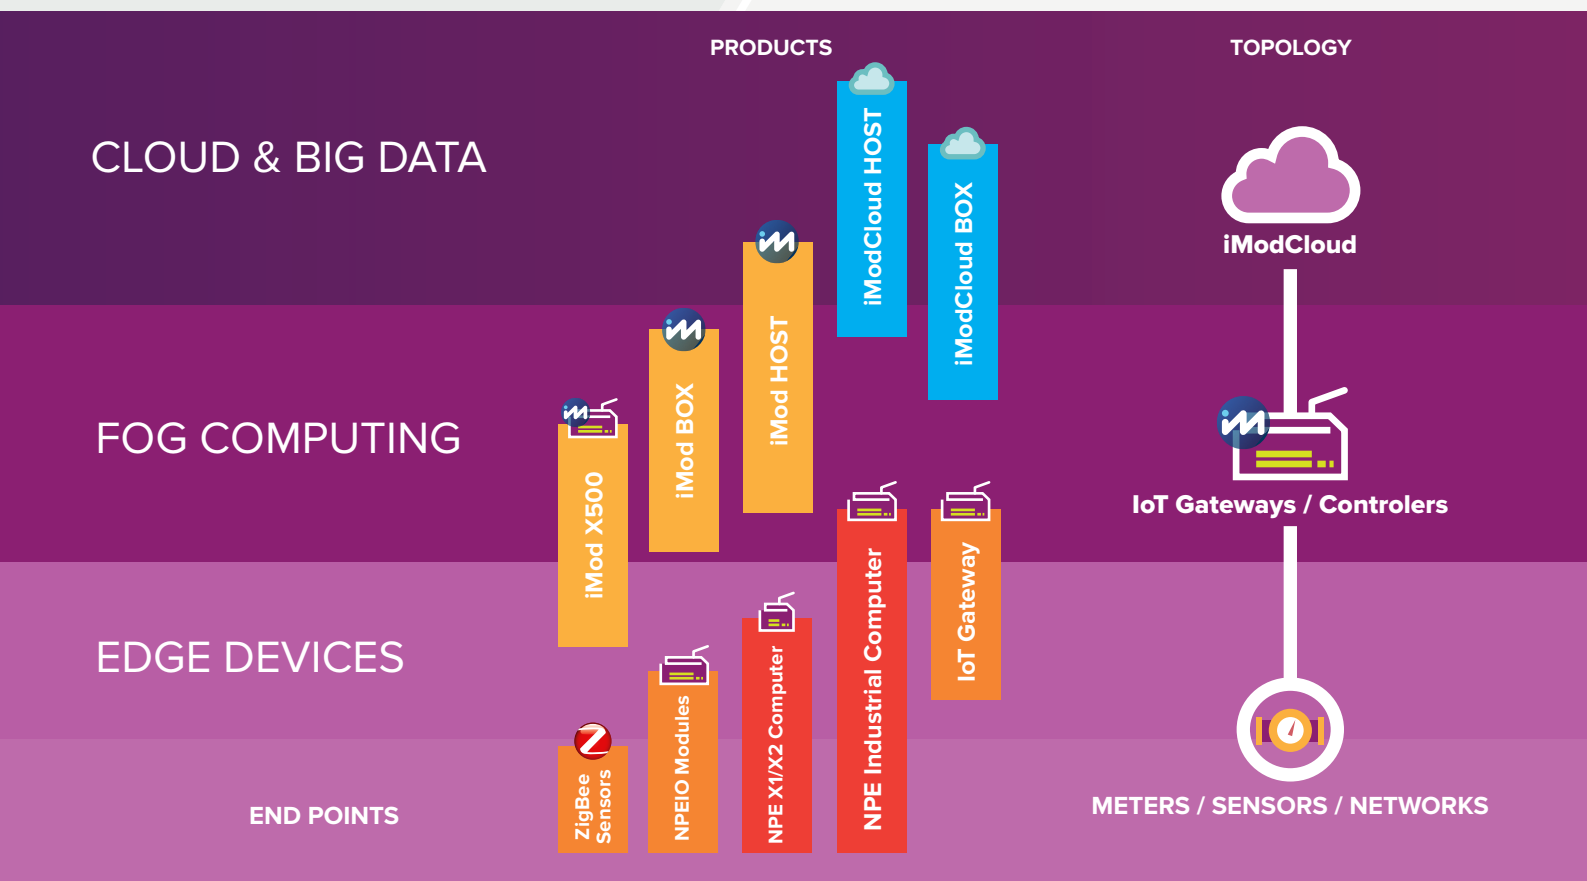 PRODUCTS
TOPOLOGY
CLOUD & BIG DATA
iModCloud HOST
iModCloud BOX
iModCloud
iMod HOST
iMod BOX
iMod X500
FOG COMPUTING
IoT Gateways / Controlers
NPE Industrial Computer
IoT Gateway
EDGE DEVICES
NPE X1/X2 Computer
NPEIO Modules
ZigBee
Sensors
END POINTS
METERS / SENSORS / NETWORKS